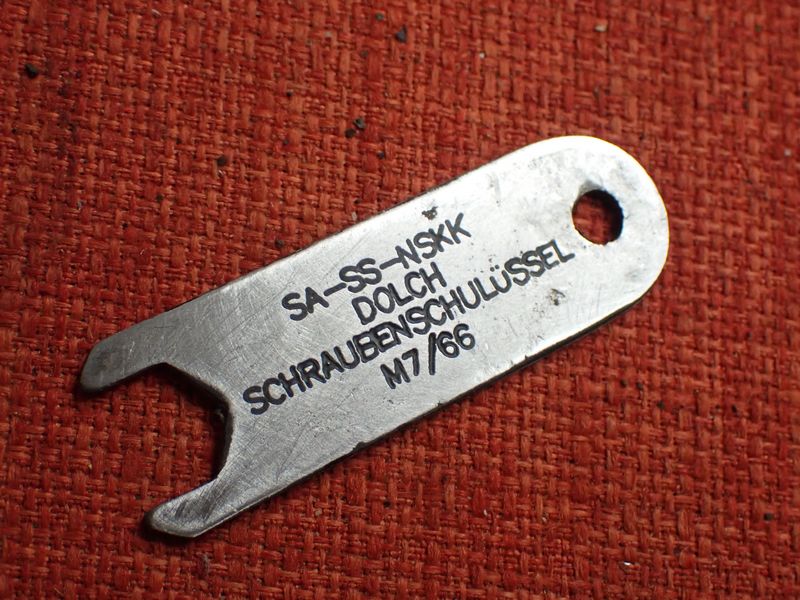 SA-SS-NSKK
DOLCH
SCHRAUBENSCHULÜSSEL
M7/66